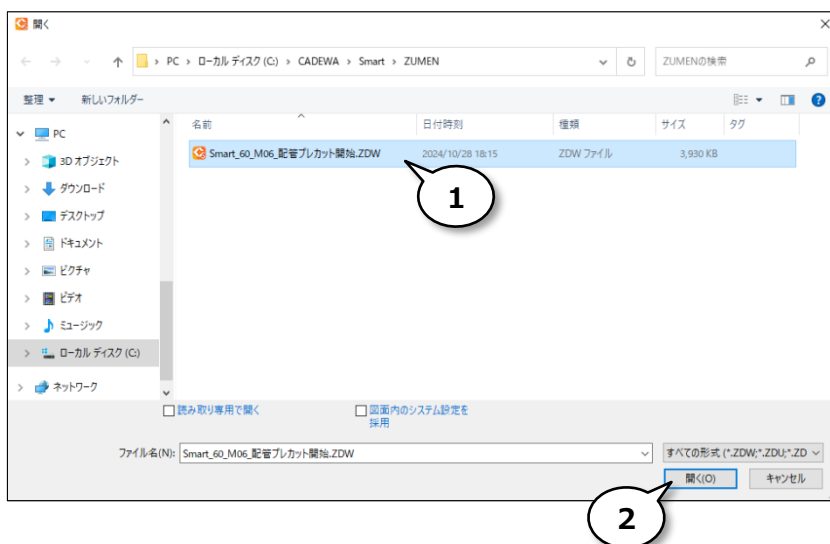 開く
PC › ローカル ディスク (C:) › CADEWA › Smart › ZUMEN
ZUMENの検索
整理 新しいフォルダー
名前 日付時刻 種類 サイズ タグ
Smart_60_M06_配管プレカット開始.ZDW 2024/10/28 18:15 ZDW ファイル 3,930 KB
PC
3D オブジェクト
ダウンロード
デスクトップ
ドキュメント
ピクチャ
ビデオ
ミュージック
ローカル ディスク (C:)
ネットワーク
1
読み取り専用で開く
図面内のシステム設定を
採用
ファイル名(N): Smart_60_M06_配管プレカット開始.ZDW
すべての形式 (*.ZDW;*.ZDU;*.ZD
開く(O) キャンセル
2